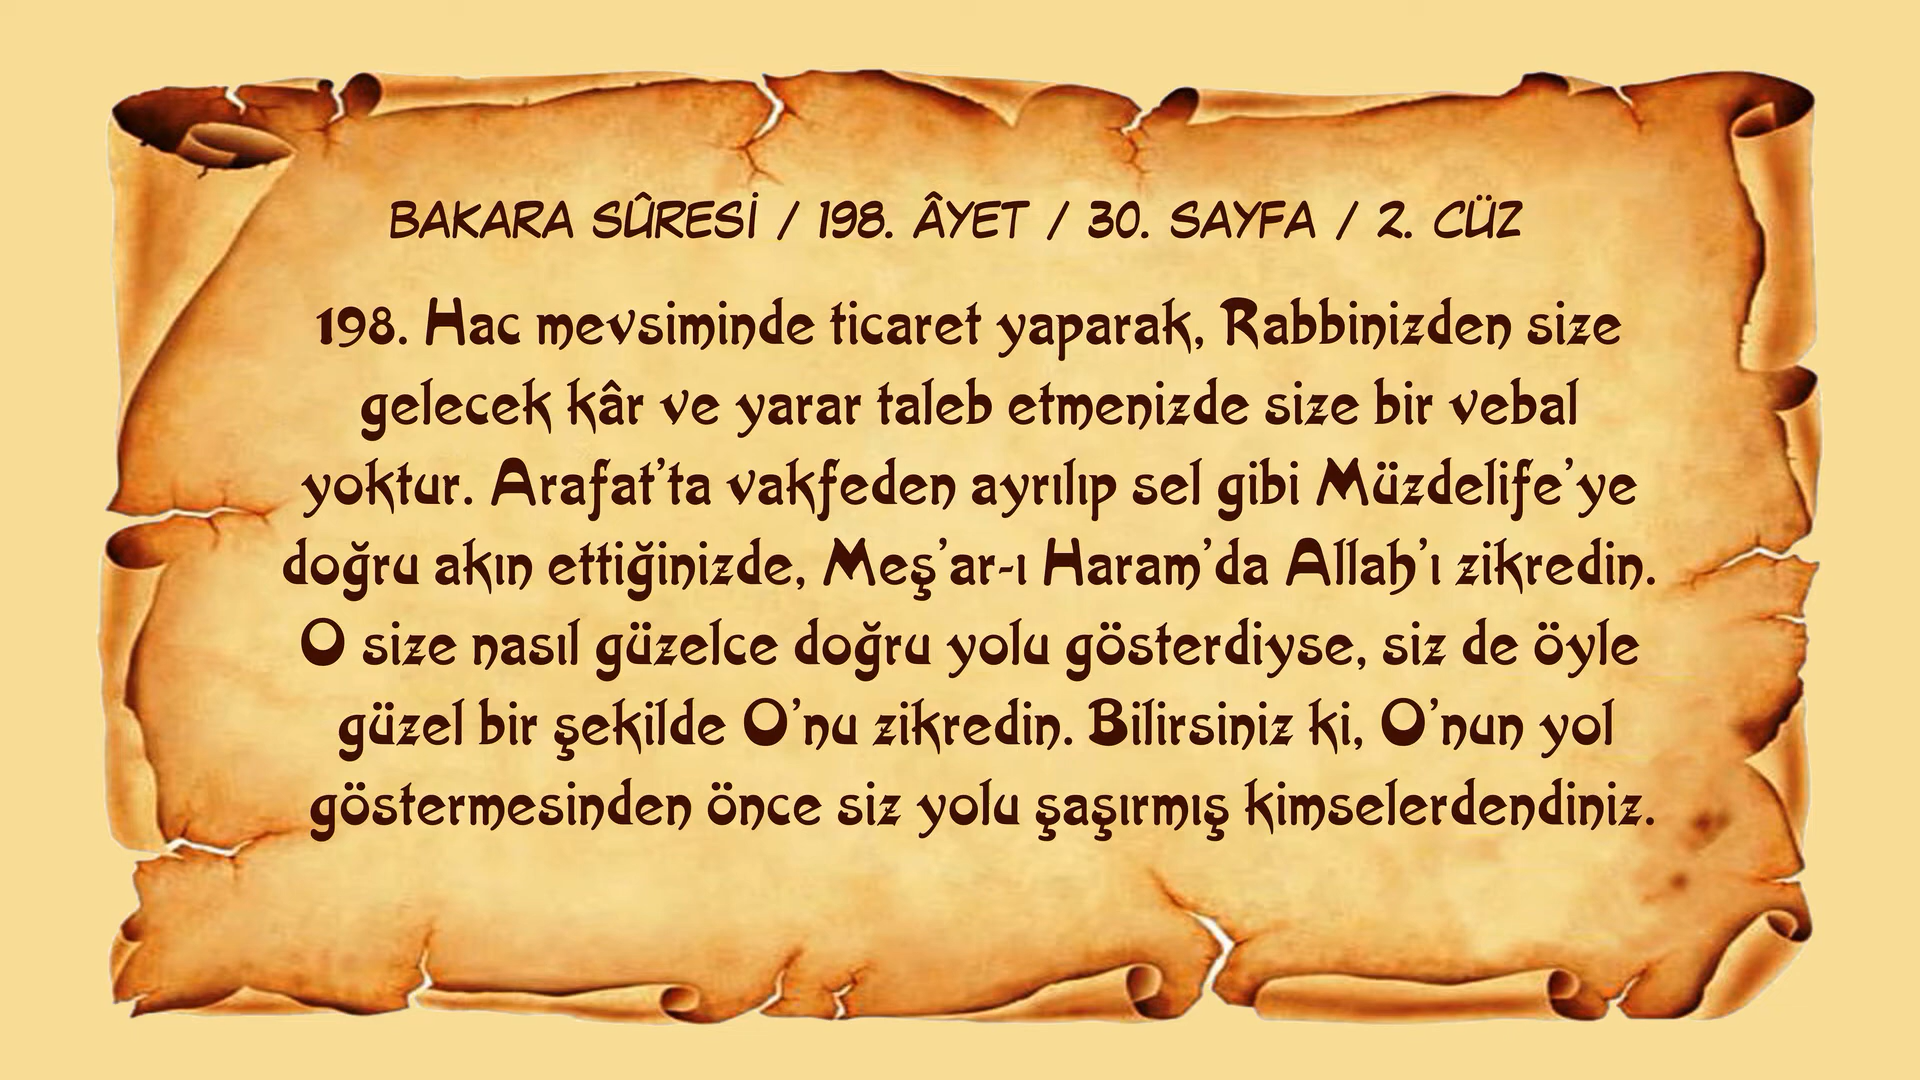 BAKARA SÛRESİ / 198. ÂYET / 30. SAYFA / 2. CÜZ
198. Hac mevsiminde ticaret yaparak, Rabbinizden size
gelecek kâr ve yarar taleb etmenizde size bir vebal
yoktur. Arafat'ta vakfeden ayrılıp sel gibi Müzdelife'ye
doğru akın ettiğinizde, Meş'ar-ı Haram'da Allah'ı zikredin.
O size nasıl güzelce doğru yolu gösterdiyse, siz de öyle
güzel bir şekilde O'nu zikredin. Bilirsiniz ki, O'nun yol
göstermesinden önce siz yolu şaşırmış kimselerdendiniz.